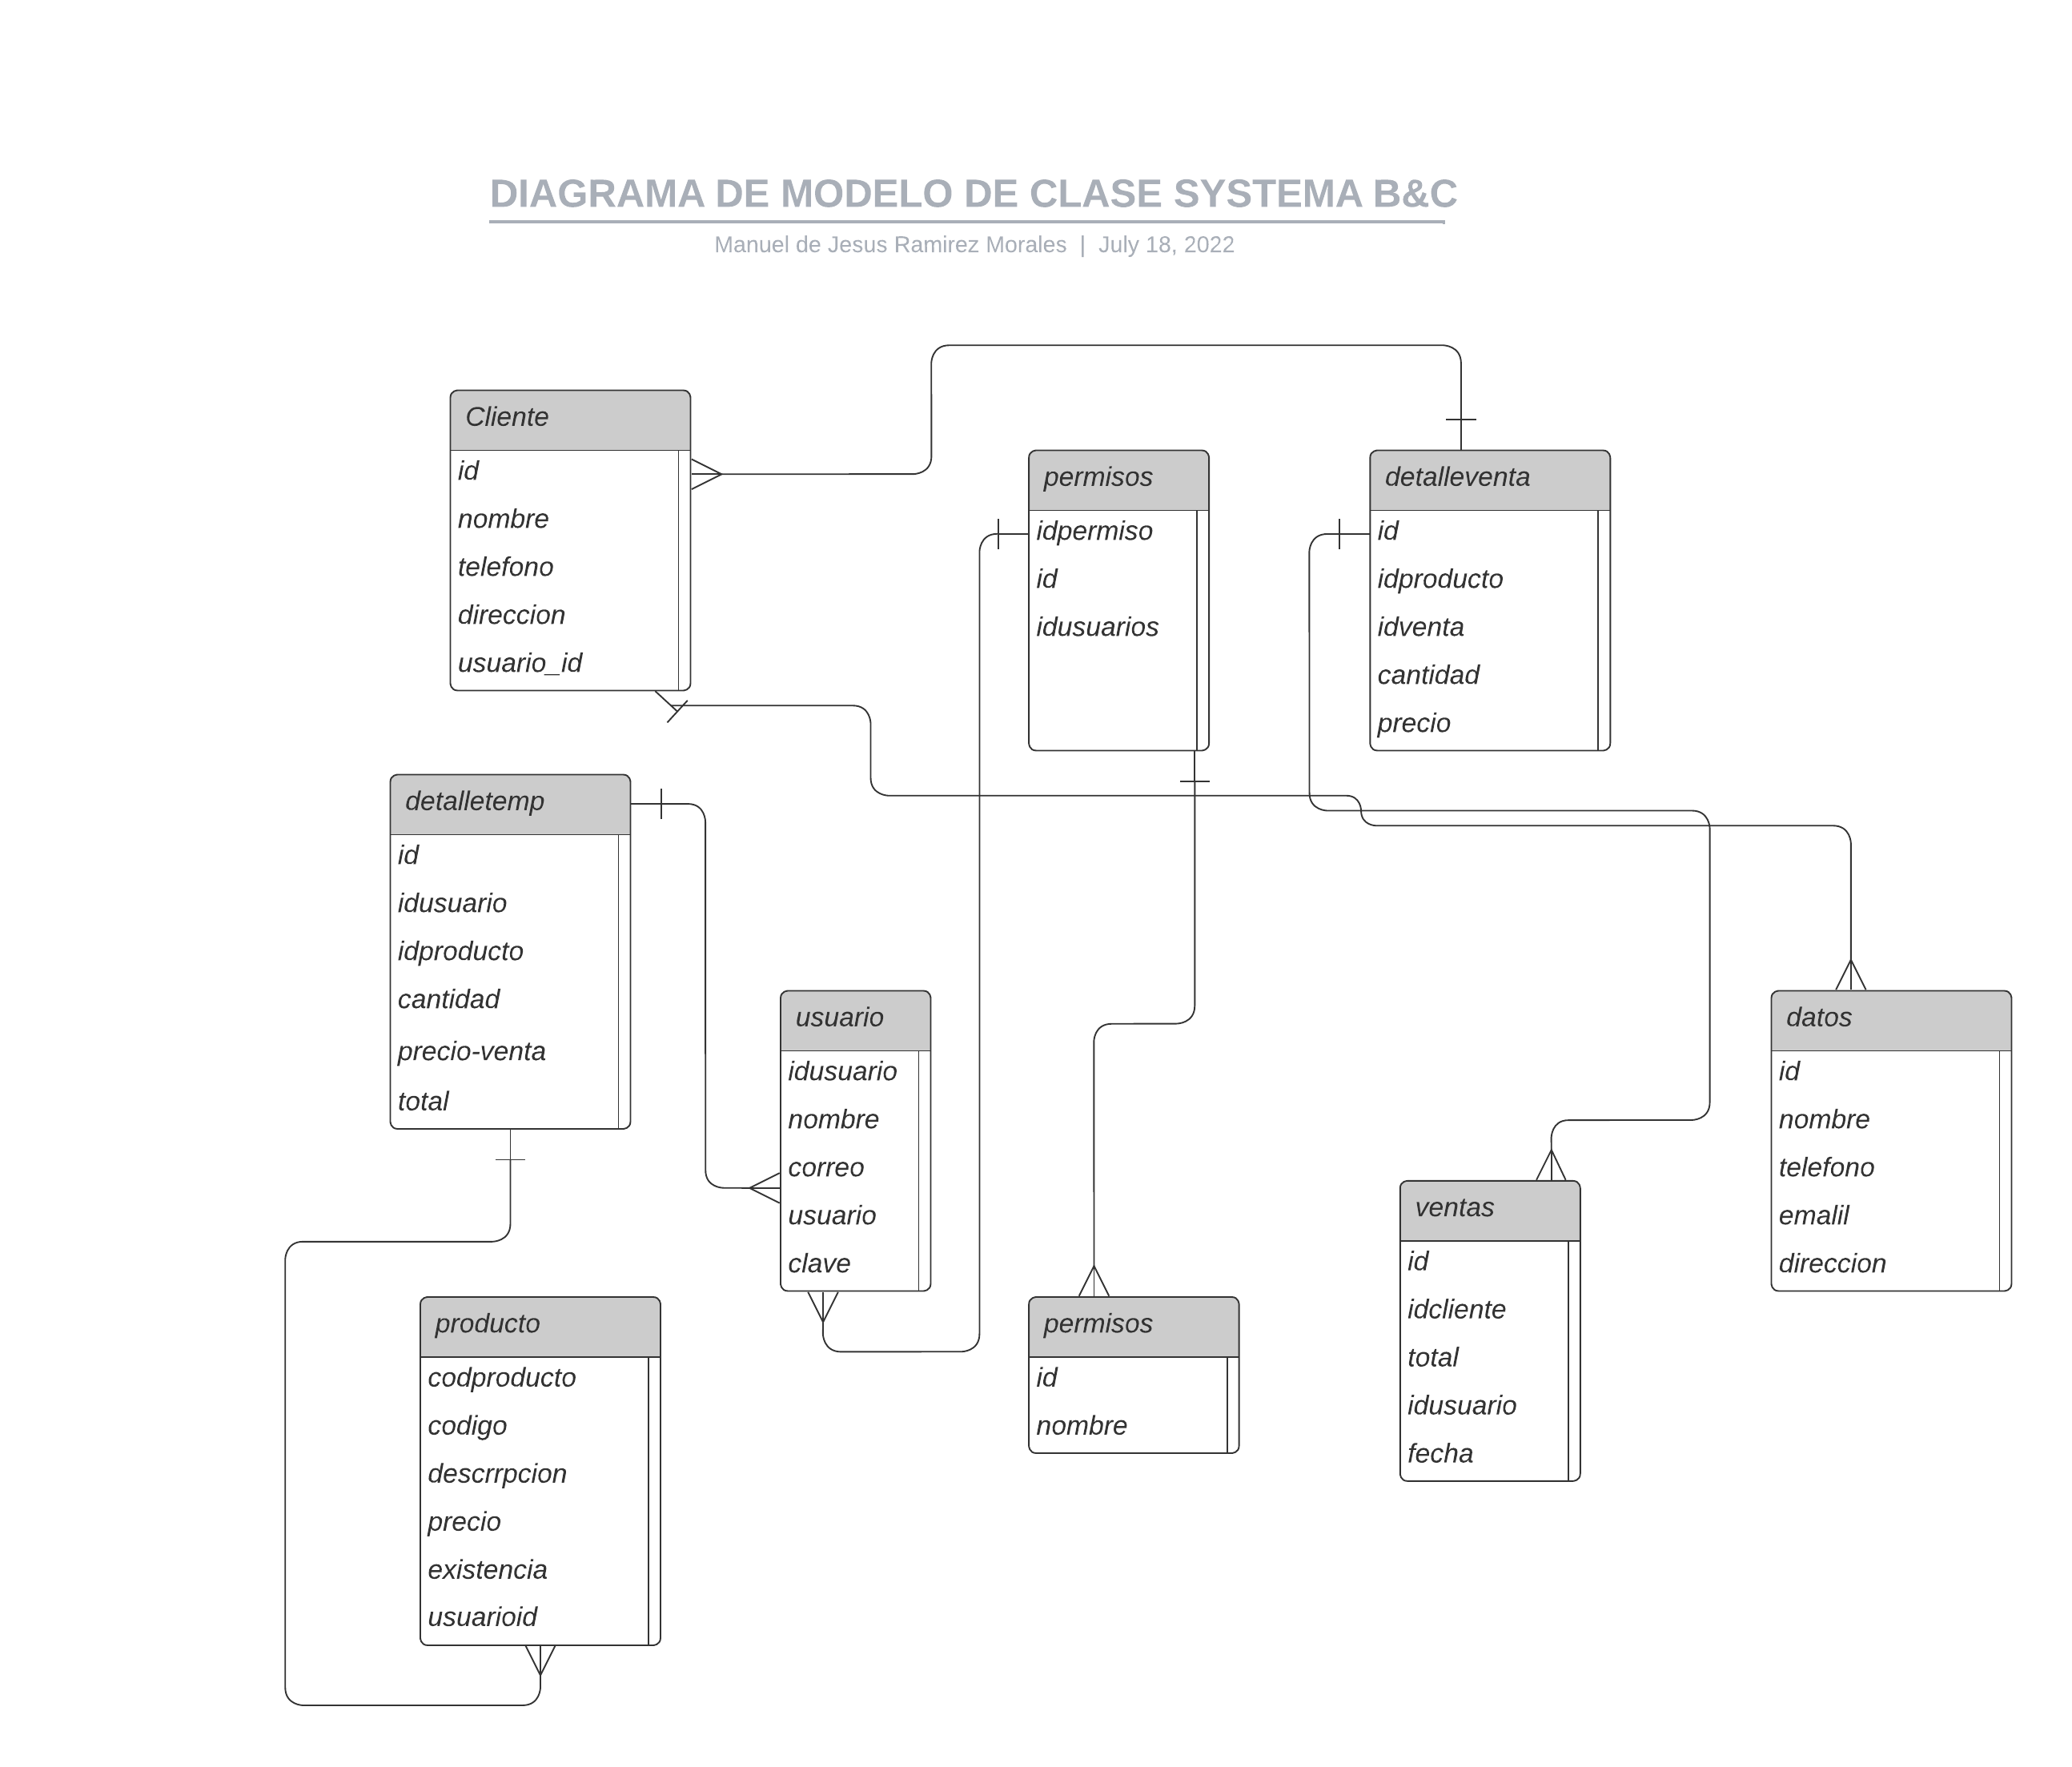 DIAGRAMA DE MODELO DE CLASE SYSTEMA B&C
Manuel de Jesus Ramirez Morales | July 18, 2022
Cliente
id
nombre
telefono
direccion
usuario_id
permisos
idpermiso
id
idusuarios
detalleventa
id
idproducto
idventa
cantidad
precio
detalletemp
id
idusuario
idproducto
cantidad
precio-venta
total
usuario
idusuario
nombre
correo
usuario
clave
datos
id
nombre
telefono
emalil
direccion
ventas
id
idcliente
total
idusuario
fecha
producto
codproducto
codigo
descrrpcion
precio
existencia
usuarioid
permisos
id
nombre